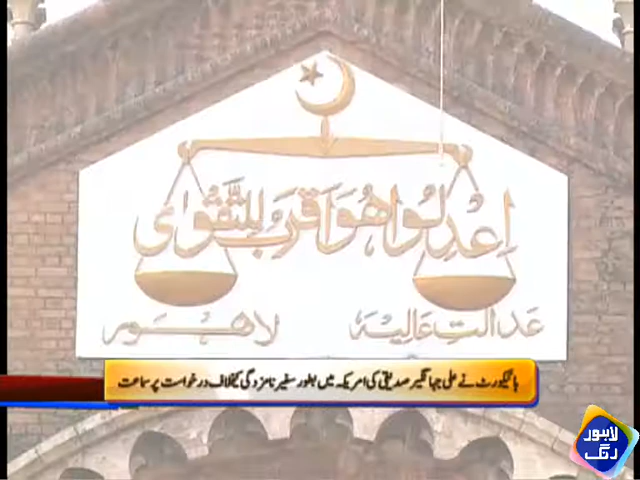 اعدلوا هو اقرب للتقوى
عدالت عالیہ لاهور
ہائیکورٹ نے علی جہانگیر صدیقی کی امریکہ میں بطور سفیر نامزدگی کیخلاف درخواست پر سماعت
لاہور
رنگ